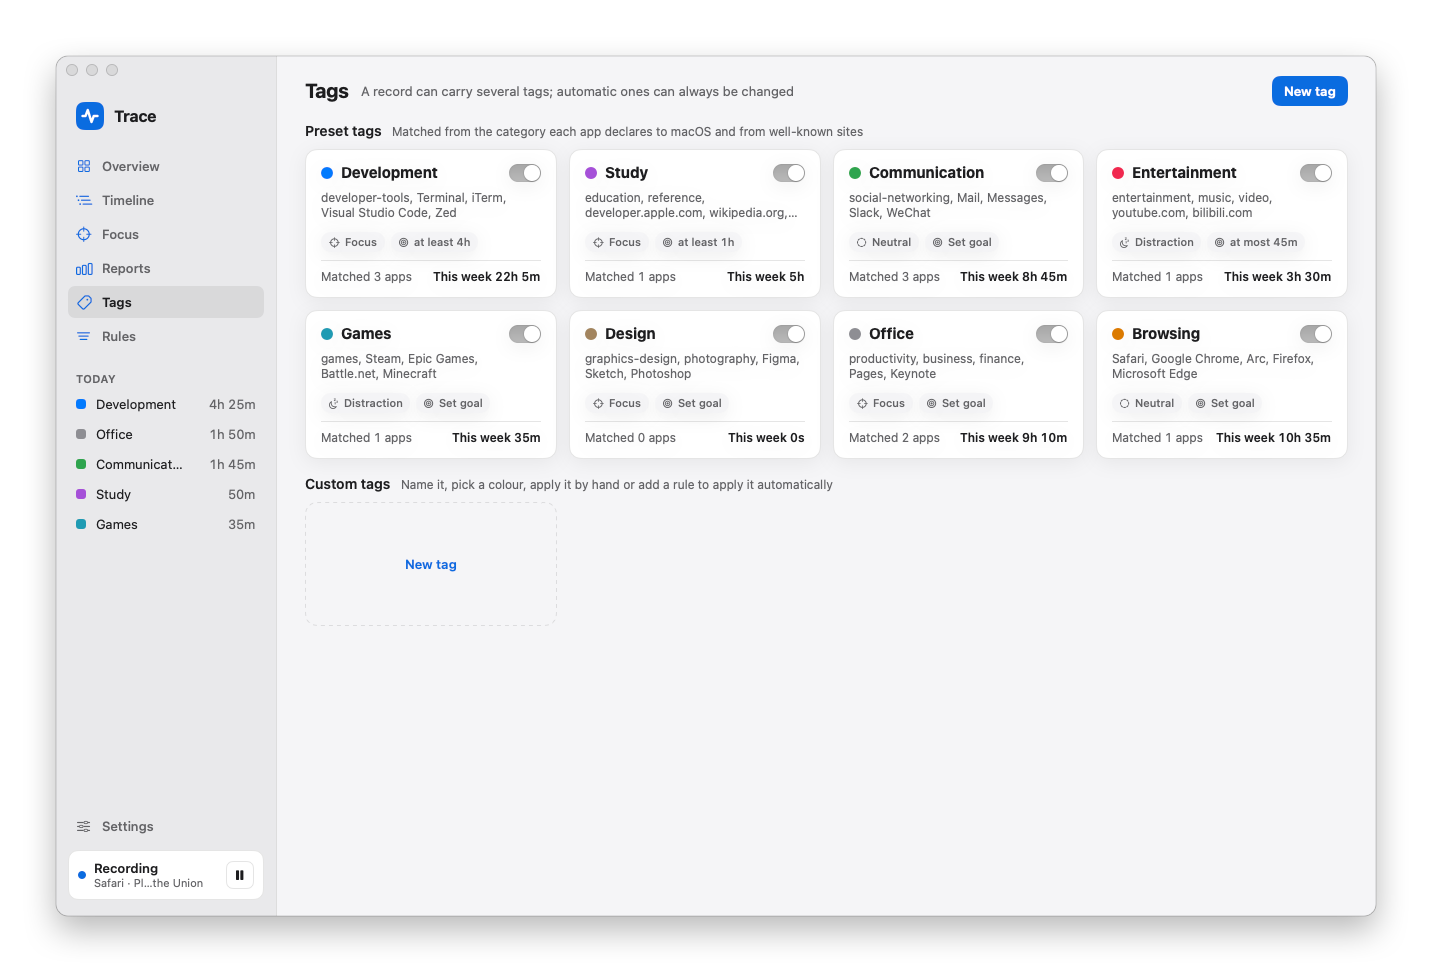 Trace
Overview
Timeline
Focus
Reports
Tags
Rules
TODAY
Development 4h 25m
Office 1h 50m
Communicat... 1h 45m
Study 50m
Games 35m
Settings
Recording
Safari · Pl...the Union
Tags A record can carry several tags; automatic ones can always be changed
New tag
Preset tags Matched from the category each app declares to macOS and from well-known sites
Development
developer-tools, Terminal, iTerm,
Visual Studio Code, Zed
Focus at least 4h
Matched 3 apps This week 22h 5m
Study
education, reference,
developer.apple.com, wikipedia.org,...
Focus at least 1h
Matched 1 apps This week 5h
Communication
social-networking, Mail, Messages,
Slack, WeChat
Neutral Set goal
Matched 3 apps This week 8h 45m
Entertainment
entertainment, music, video,
youtube.com, bilibili.com
Distraction at most 45m
Matched 1 apps This week 3h 30m
Games
games, Steam, Epic Games,
Battle.net, Minecraft
Distraction Set goal
Matched 1 apps This week 35m
Design
graphics-design, photography, Figma,
Sketch, Photoshop
Focus Set goal
Matched 0 apps This week 0s
Office
productivity, business, finance,
Pages, Keynote
Focus Set goal
Matched 2 apps This week 9h 10m
Browsing
Safari, Google Chrome, Arc, Firefox,
Microsoft Edge
Neutral Set goal
Matched 1 apps This week 10h 35m
Custom tags Name it, pick a colour, apply it by hand or add a rule to apply it automatically
New tag